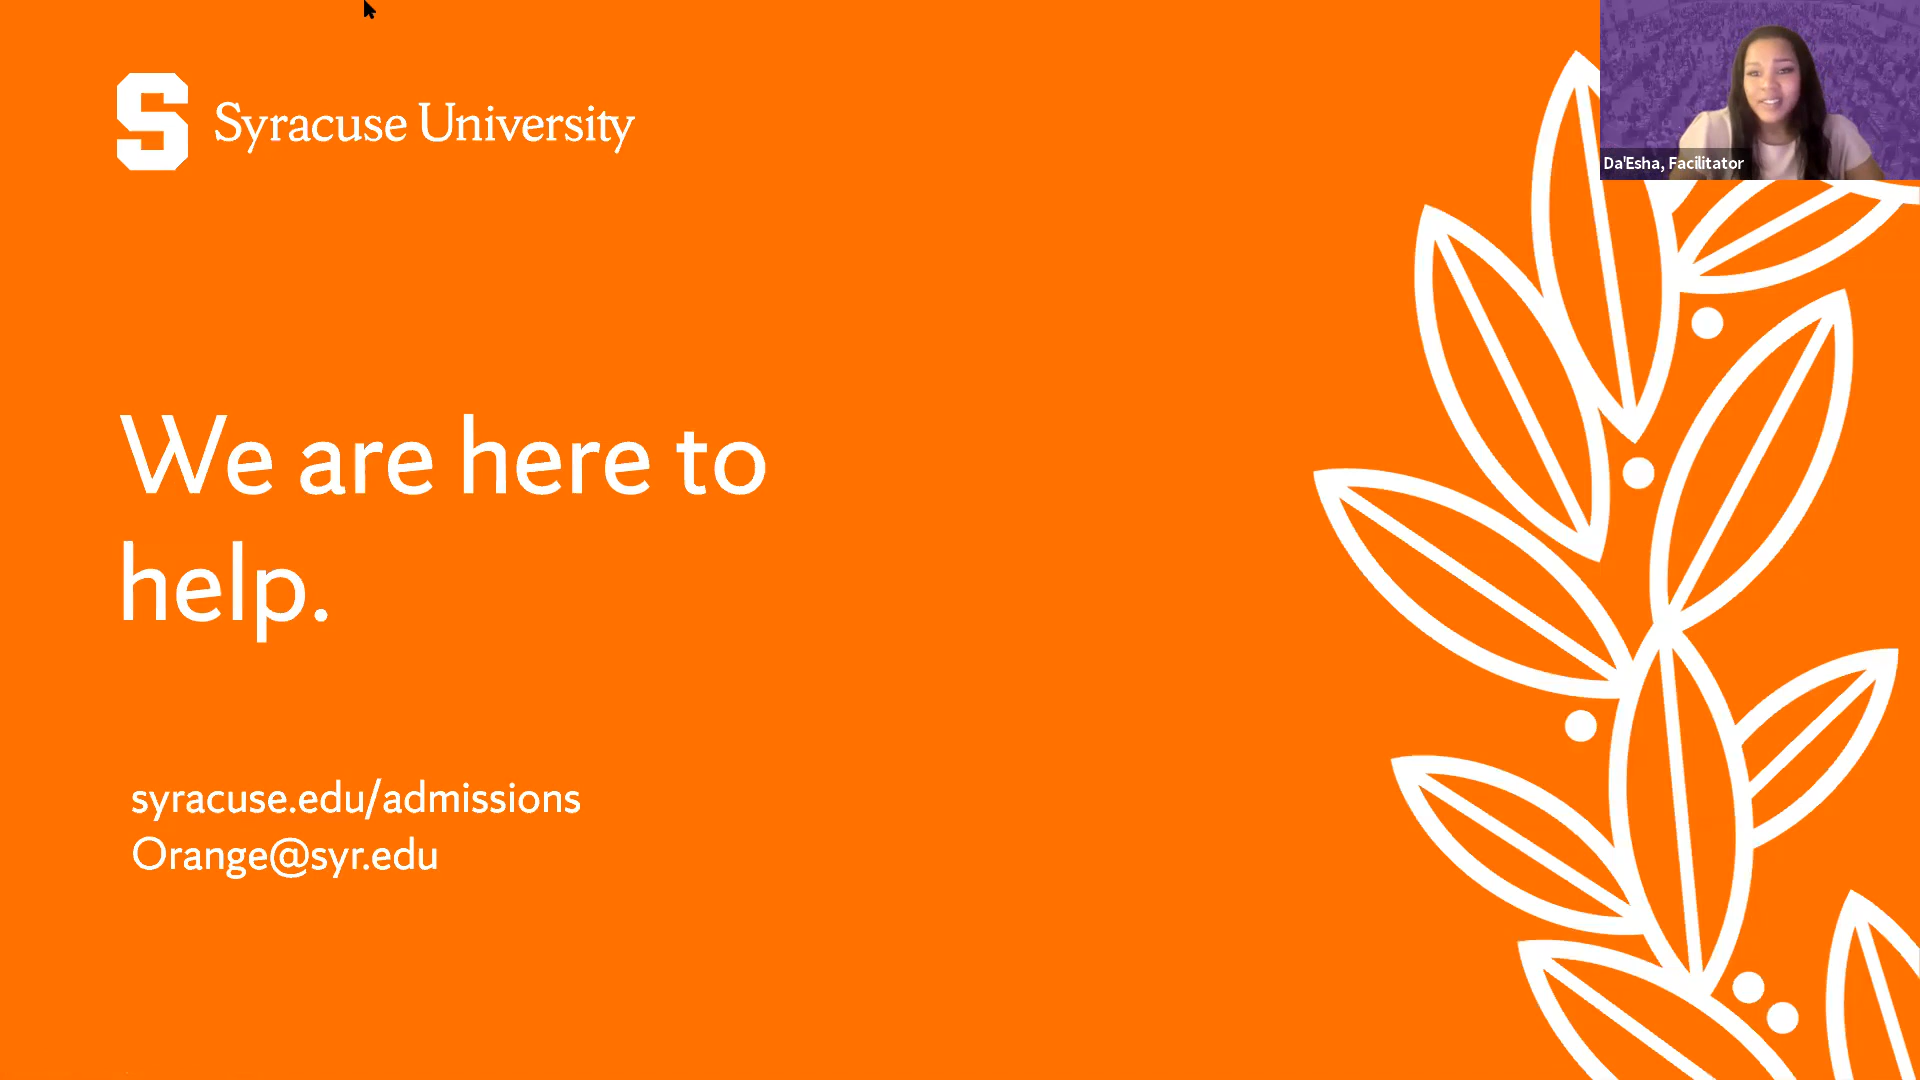 S Syracuse University
Da'Esha, Facilitator
We are here to
help.
syracuse.edu/admissions
Orange@syr.edu